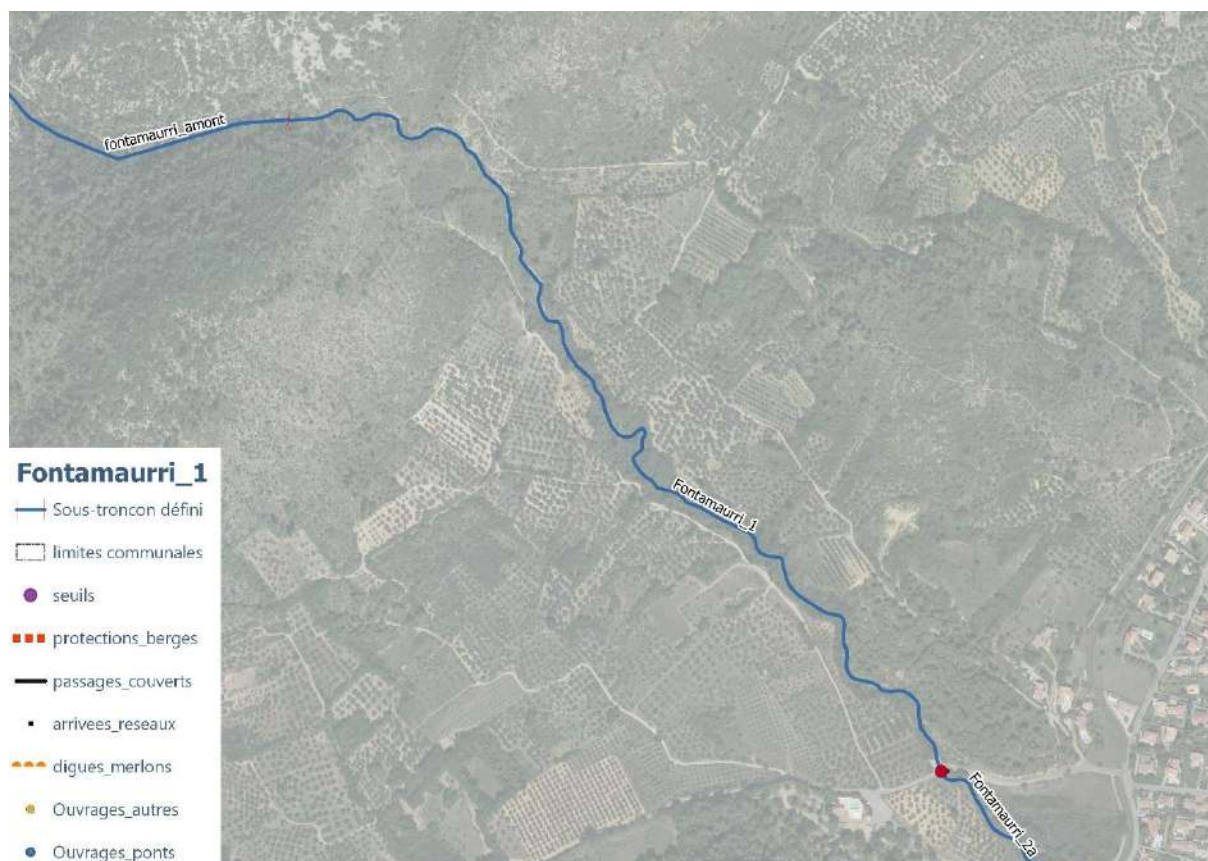 fontamaurri_amont
Fontamaurri_1
Fontamaurri_2a
Fontamaurri_1
Sous-troncon défini
limites communales
seuils
protections_berges
passages_couverts
arrivees_reseaux
digues_merlons
Ouvrages_autres
Ouvrages_ponts